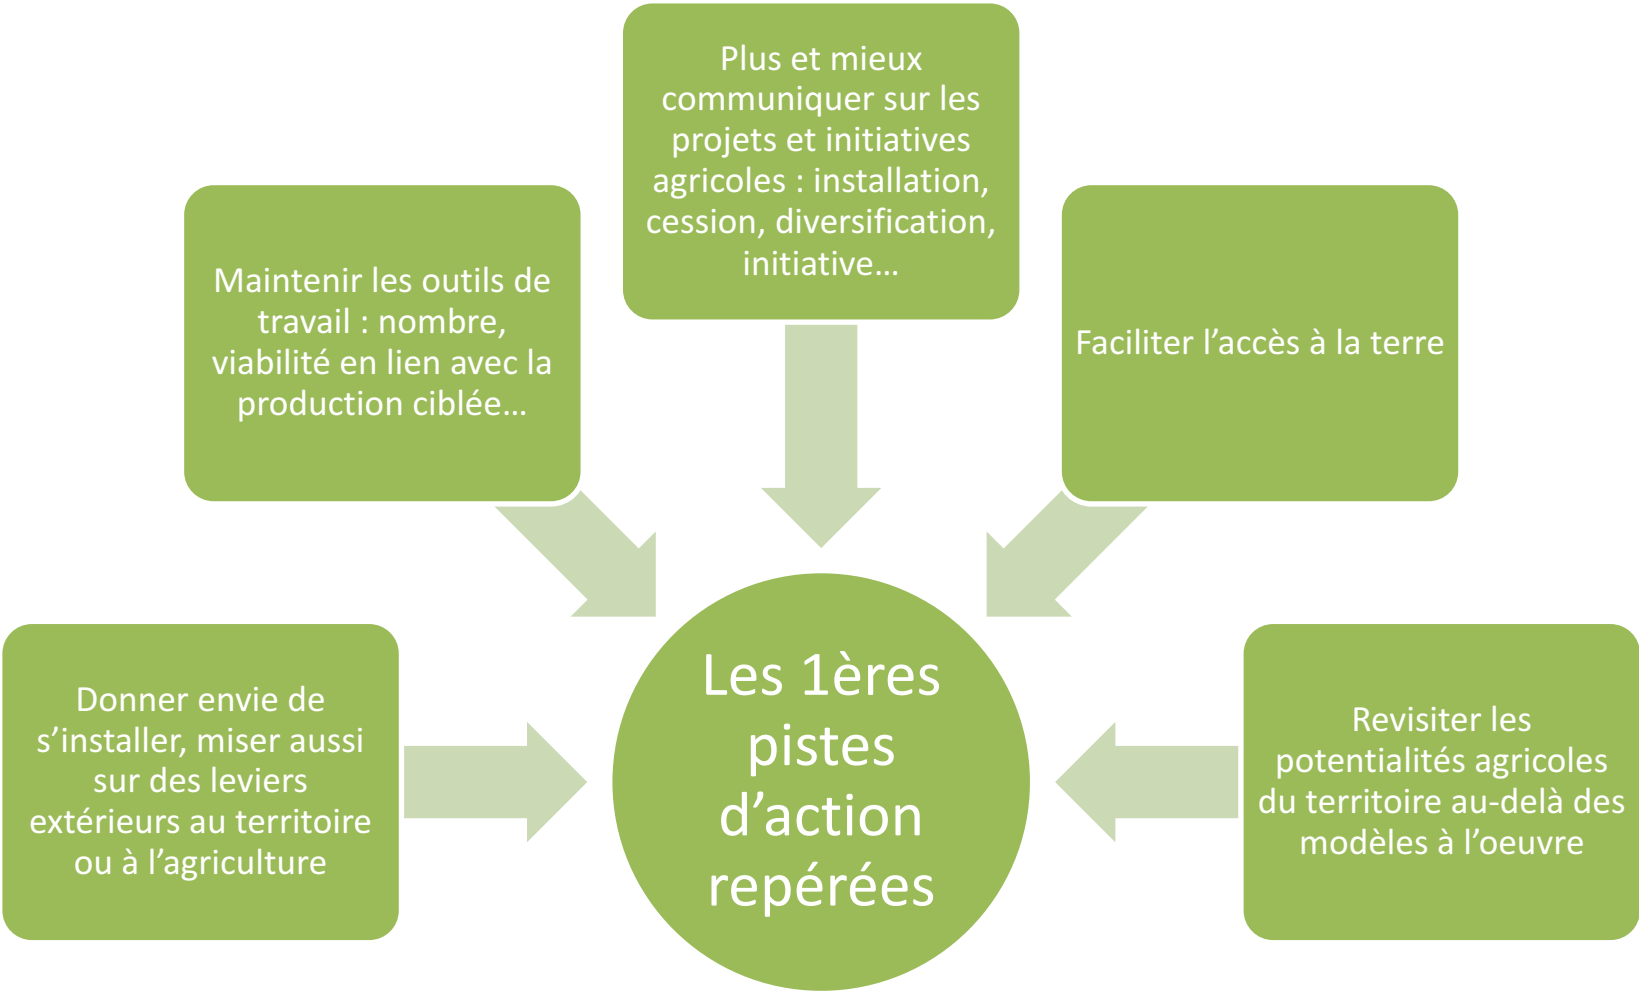 Plus et mieux
communiquer sur les
projets et initiatives
agricoles : installation,
cession, diversification,
initiative…
Maintenir les outils de
travail : nombre,
viabilité en lien avec la
production ciblée…
Faciliter l’accès à la terre
Donner envie de
s’installer, miser aussi
sur des leviers
extérieurs au territoire
ou à l’agriculture
Les 1ères
pistes
d’action
repérées
Revisiter les
potentialités agricoles
du territoire au-delà des
modèles à l’oeuvre